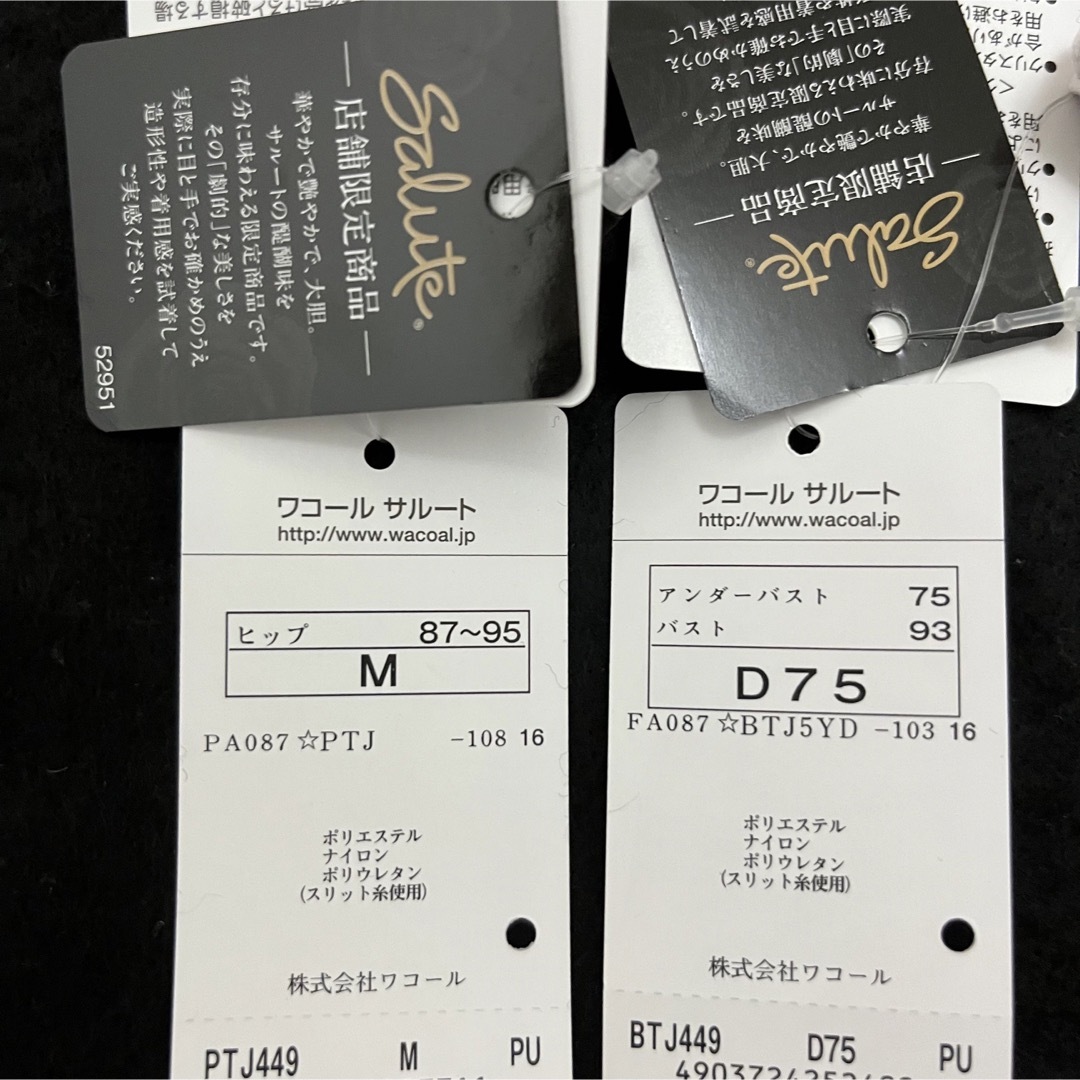 Salute®
— 店舗限定商品 —
華やかで艶やかで、大胆。
サルートの醍醐味を
存分に味わえる限定商品です。
その「劇的」な美しさを
実際に目と手でお確かめのうえ
造形性や着用感を試着して
ご実感ください。
52951
Salute®
— 店舗限定商品 —
華やかで艶やかで、大胆。
サルートの醍醐味を
存分に味わえる限定商品です。
その「劇的」な美しさを
実際に目と手でお確かめのうえ
ワコール サルート
http://www.wacoal.jp
ヒップ 87~95
M
PA087☆PTJ -108 16
ポリエステル
ナイロン
ポリウレタン
(スリット糸使用)
株式会社ワコール
PTJ449 M PU
ワコール サルート
http://www.wacoal.jp
アンダーバスト 75
バスト 93
D75
FA087☆BTJ5YD -103 16
ポリエステル
ナイロン
ポリウレタン
(スリット糸使用)
株式会社ワコール
BTJ449 D75 PU